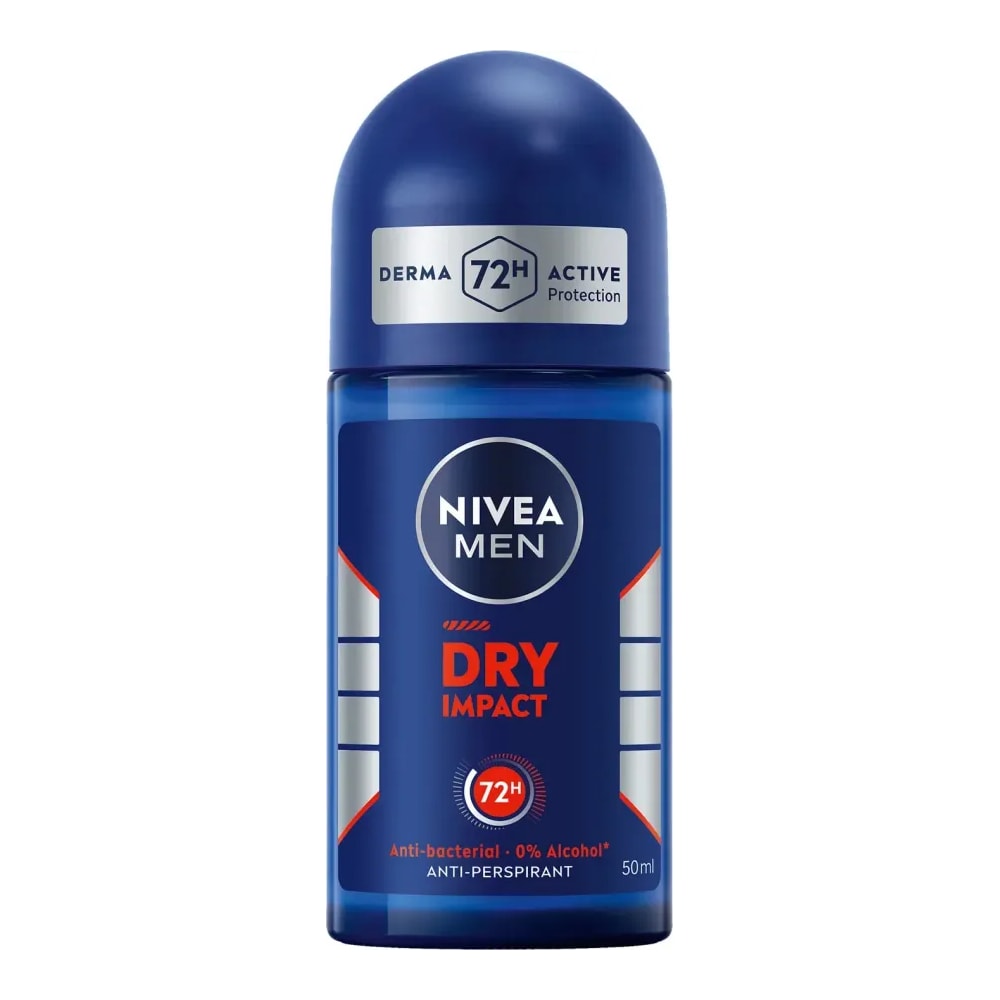 DERMA 72H ACTIVE
Protection
NIVEA
MEN
DRY
IMPACT
72H
Anti-bacterial · 0% Alcohol*
ANTI-PERSPIRANT
50ml